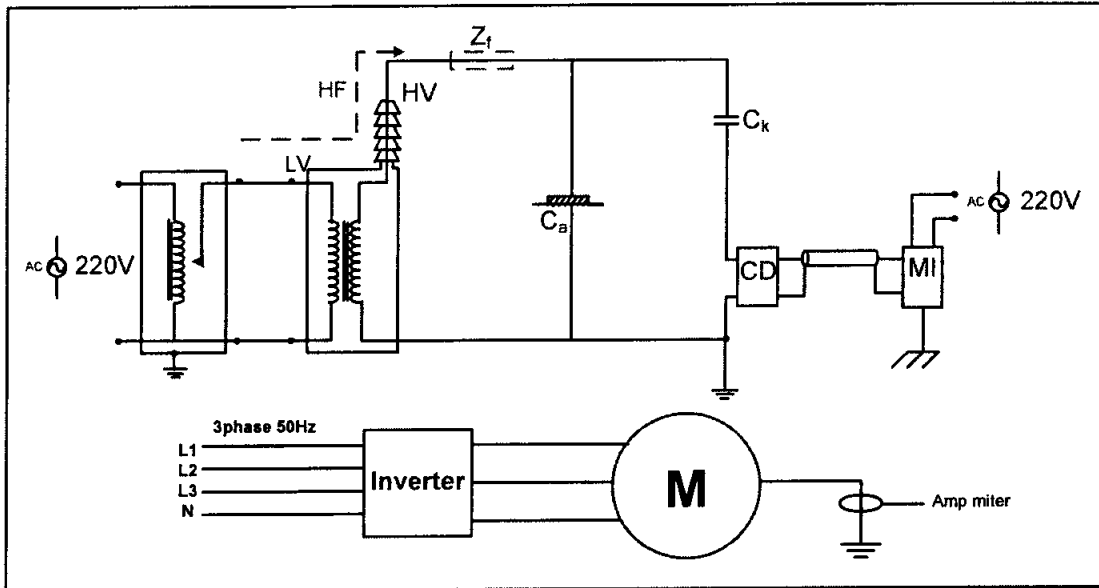 Z_f
HF
HV
C_k
LV
C_a
AC 220V
AC 220V
CD
MI
3phase 50Hz
L1
L2
L3
N
Inverter
M
Amp miter